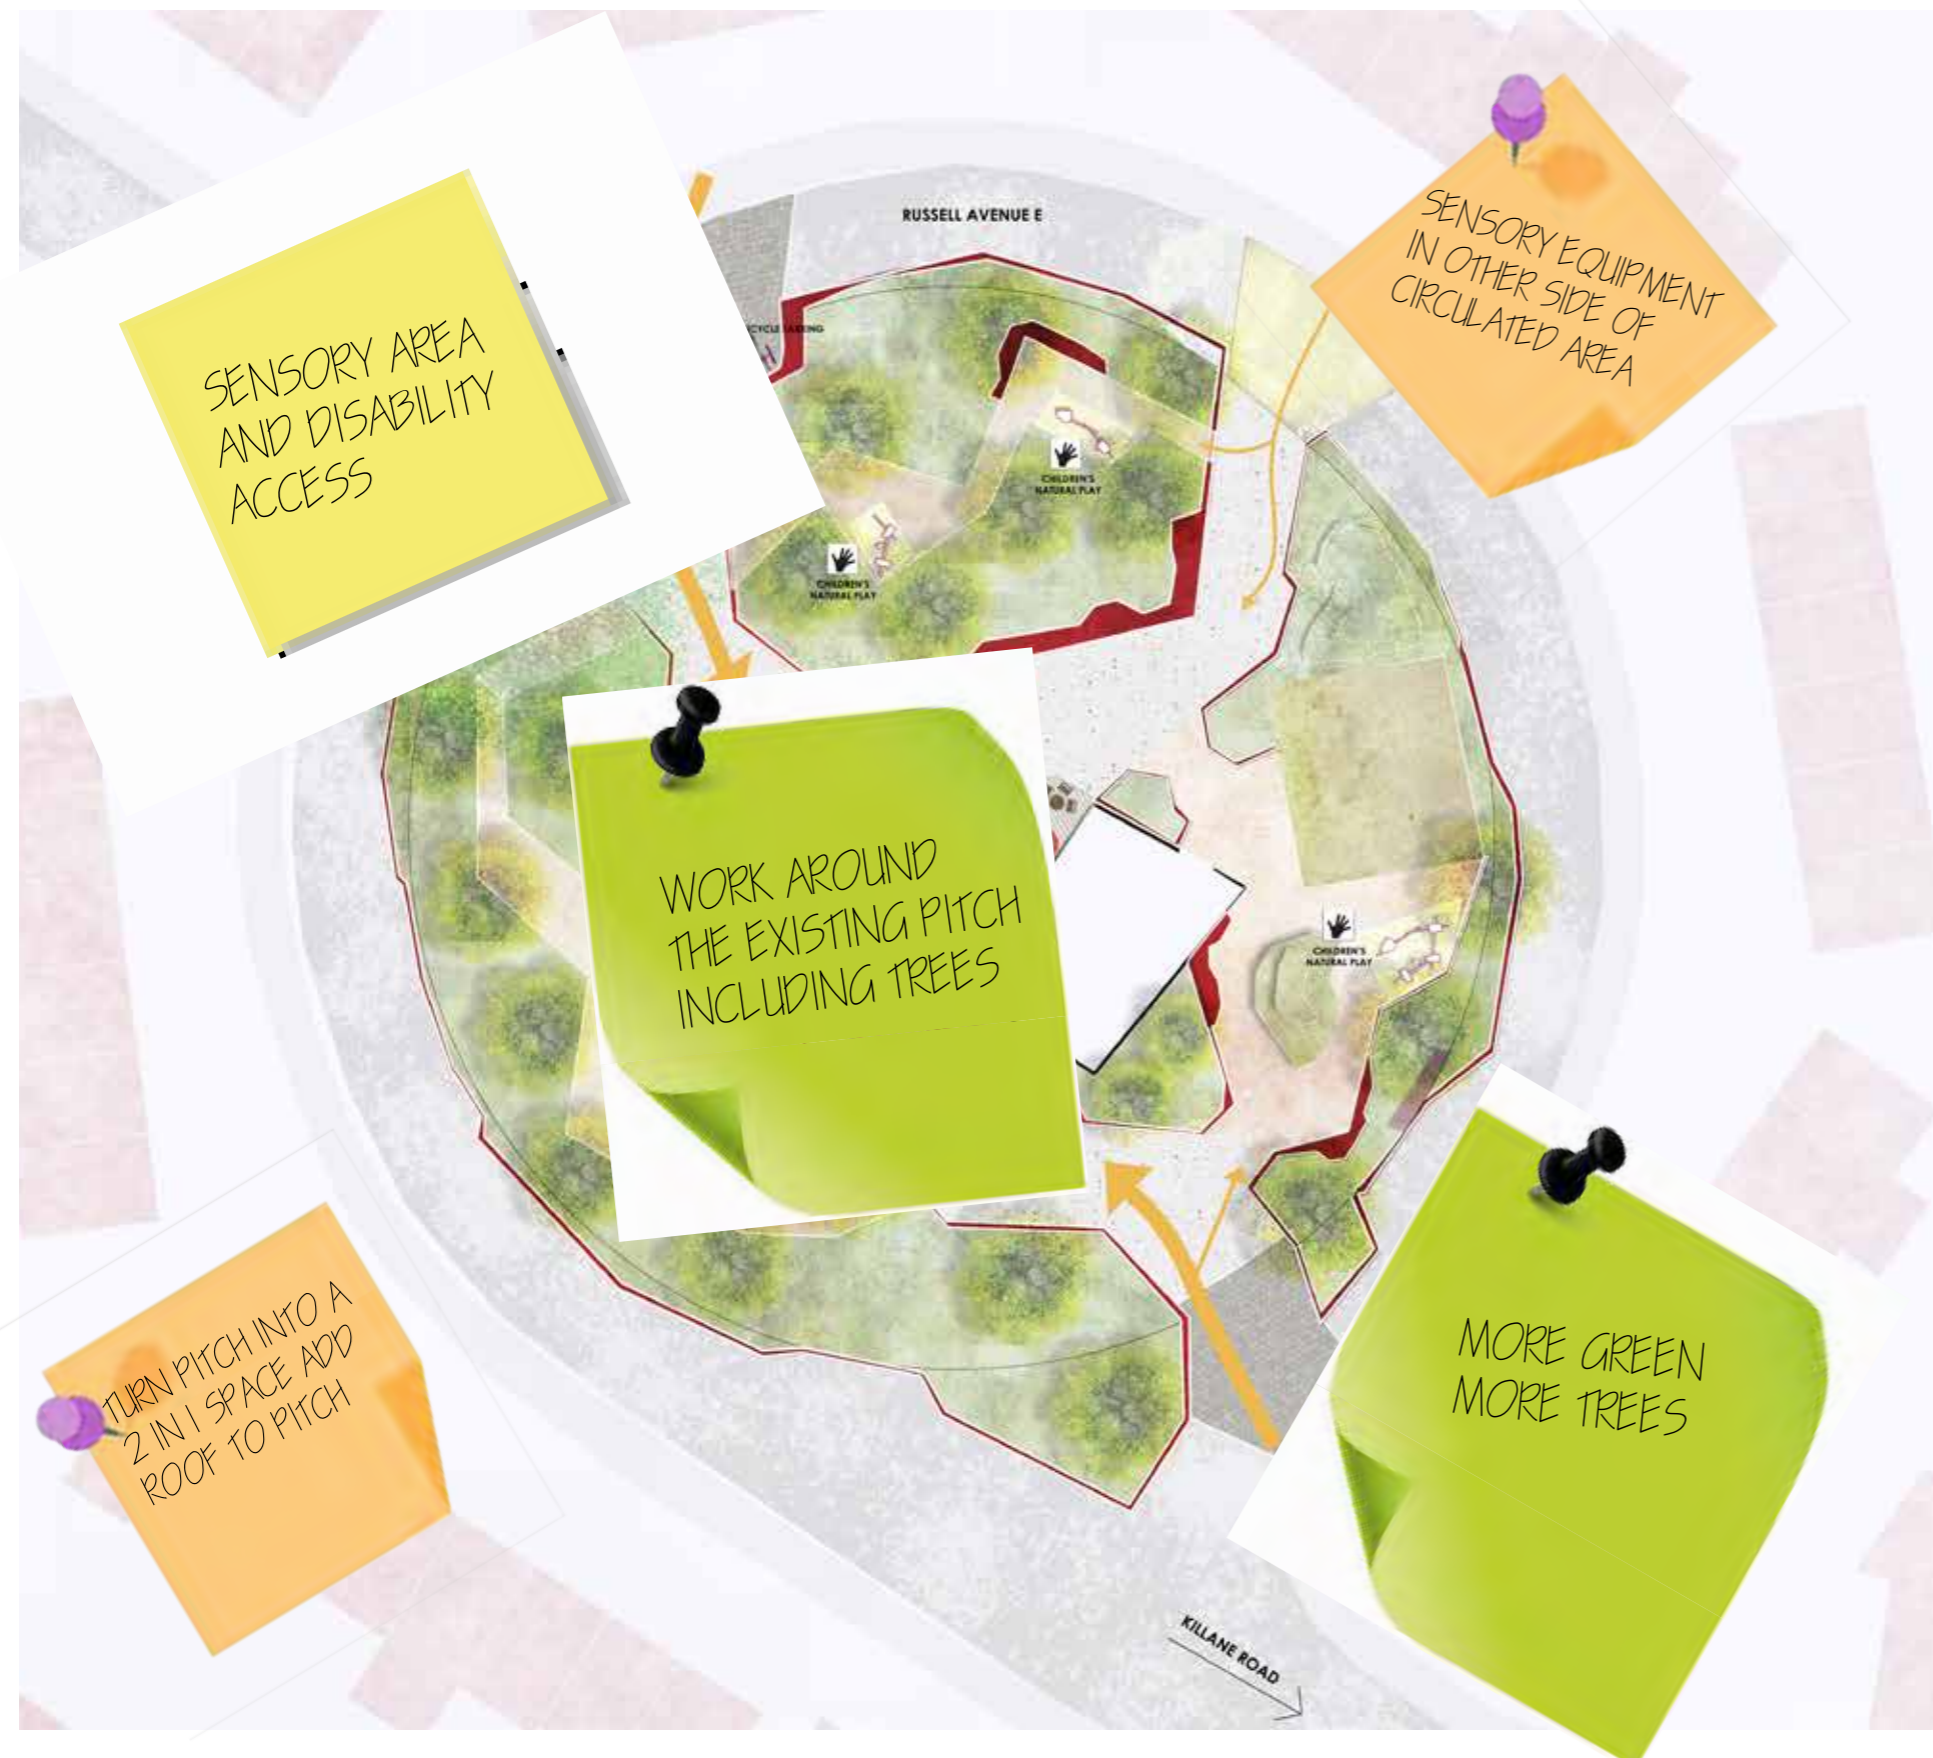 RUSSELL AVENUE E
SENSORY EQUIPMENT
IN OTHER SIDE OF
CIRCULATED AREA
SENSORY AREA
AND DISABILITY
ACCESS
CHILDREN'S
NATURAL PLAY
CHILDREN'S
NATURAL PLAY
WORK AROUND
THE EXISTING PITCH
INCLUDING TREES
CHILDREN'S
NATURAL PLAY
TURN PITCH INTO A
2 IN 1 SPACE ADD
ROOF TO PITCH
MORE GREEN
MORE TREES
KILLANE ROAD